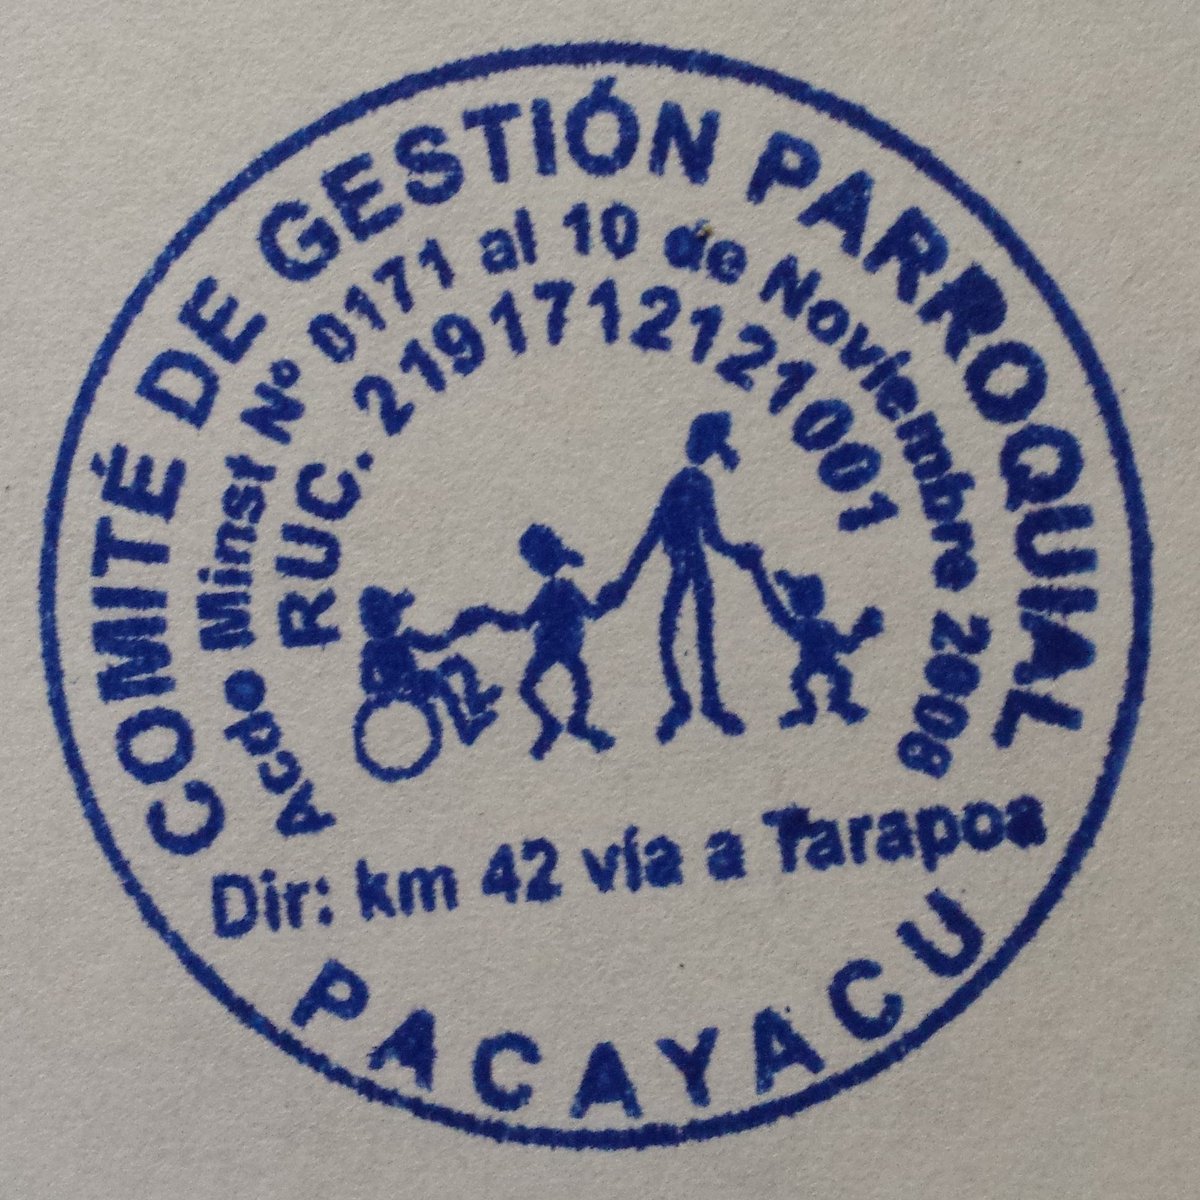 COMITÉ DE GESTIÓN PARROQUIAL
Acdo Minst Nº 0171 al 10 de Noviembre 2008
RUC. 2191712121001
Dir: km 42 vía a Tarapoa
PACAYACU